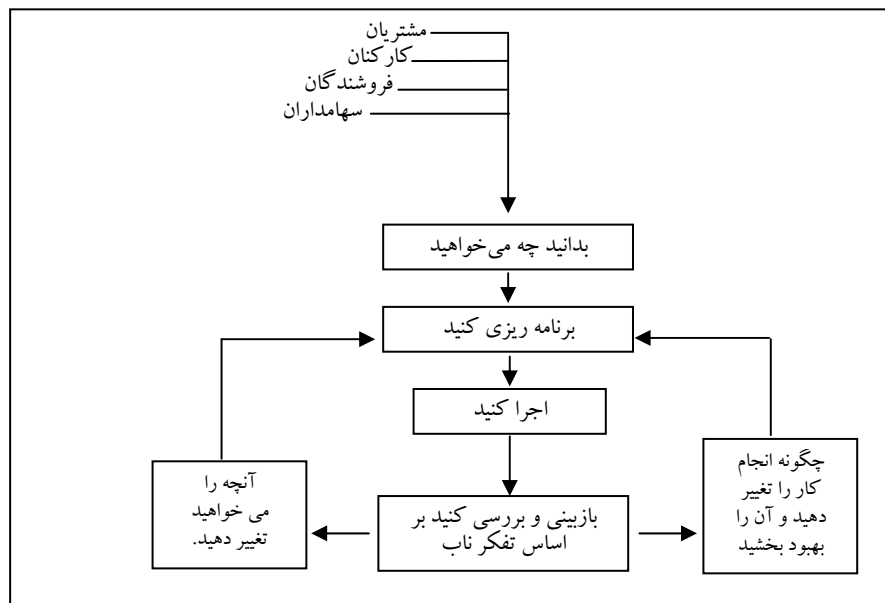 مشتریان
کارکنان
فروشندگان
سهامداران
بدانید چه می‌خواهید
برنامه ریزی کنید
اجرا کنید
چگونه انجام
کار را تغییر
دهید و آن را
بهبود بخشید
بازبینی و بررسی کنید بر
اساس تفکر ناب
آنچه را
می خواهید
تغییر دهید.